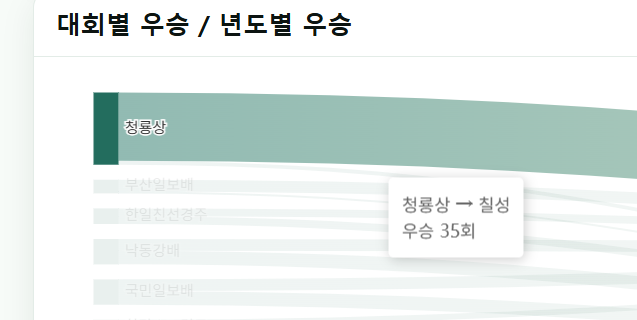 대회별 우승 / 년도별 우승
청룡상
부산일보배
한일친선경주
낙동강배
국민일보배
청룡상 → 칠성
우승 35회